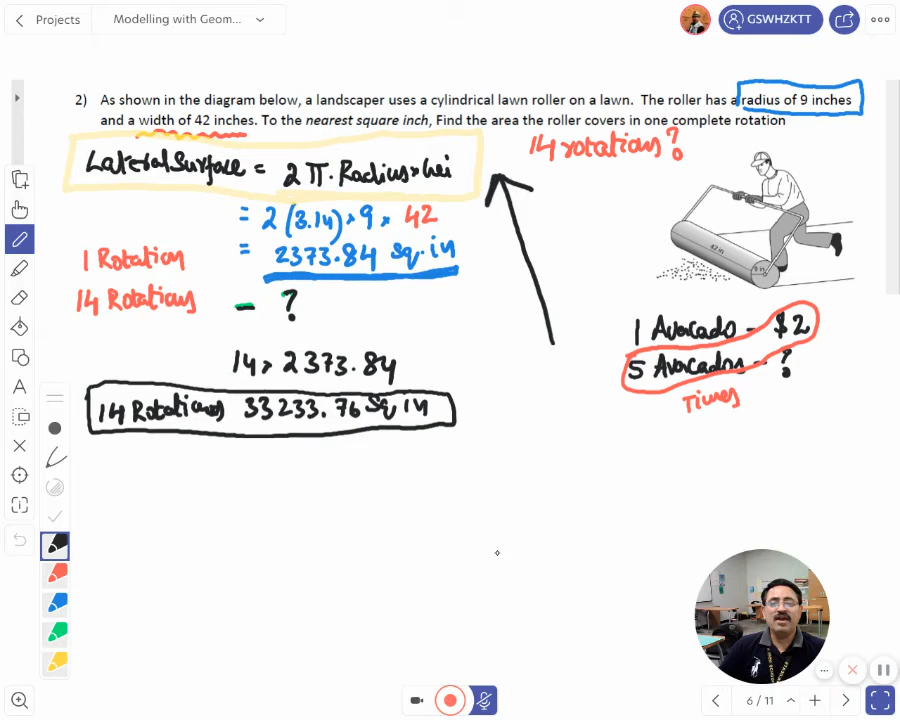 Projects
Modelling with Geom...
GSWHZKTT
2) As shown in the diagram below, a landscaper uses a cylindrical lawn roller on a lawn. The roller has a radius of 9 inches
and a width of 42 inches. To the nearest square inch, Find the area the roller covers in one complete rotation
14 rotations?
Lateral Surface = 2 π · Radius × hei
= 2 (3.14) × 9 × 42
= 2373.84 sq. in
1 Rotation
14 Rotations – ?
14 × 2373.84
14 Rotations 33233.76 sq in
42 in
9 in
1 Avocado – $2
5 Avocados – ?
Times
A
6 / 11